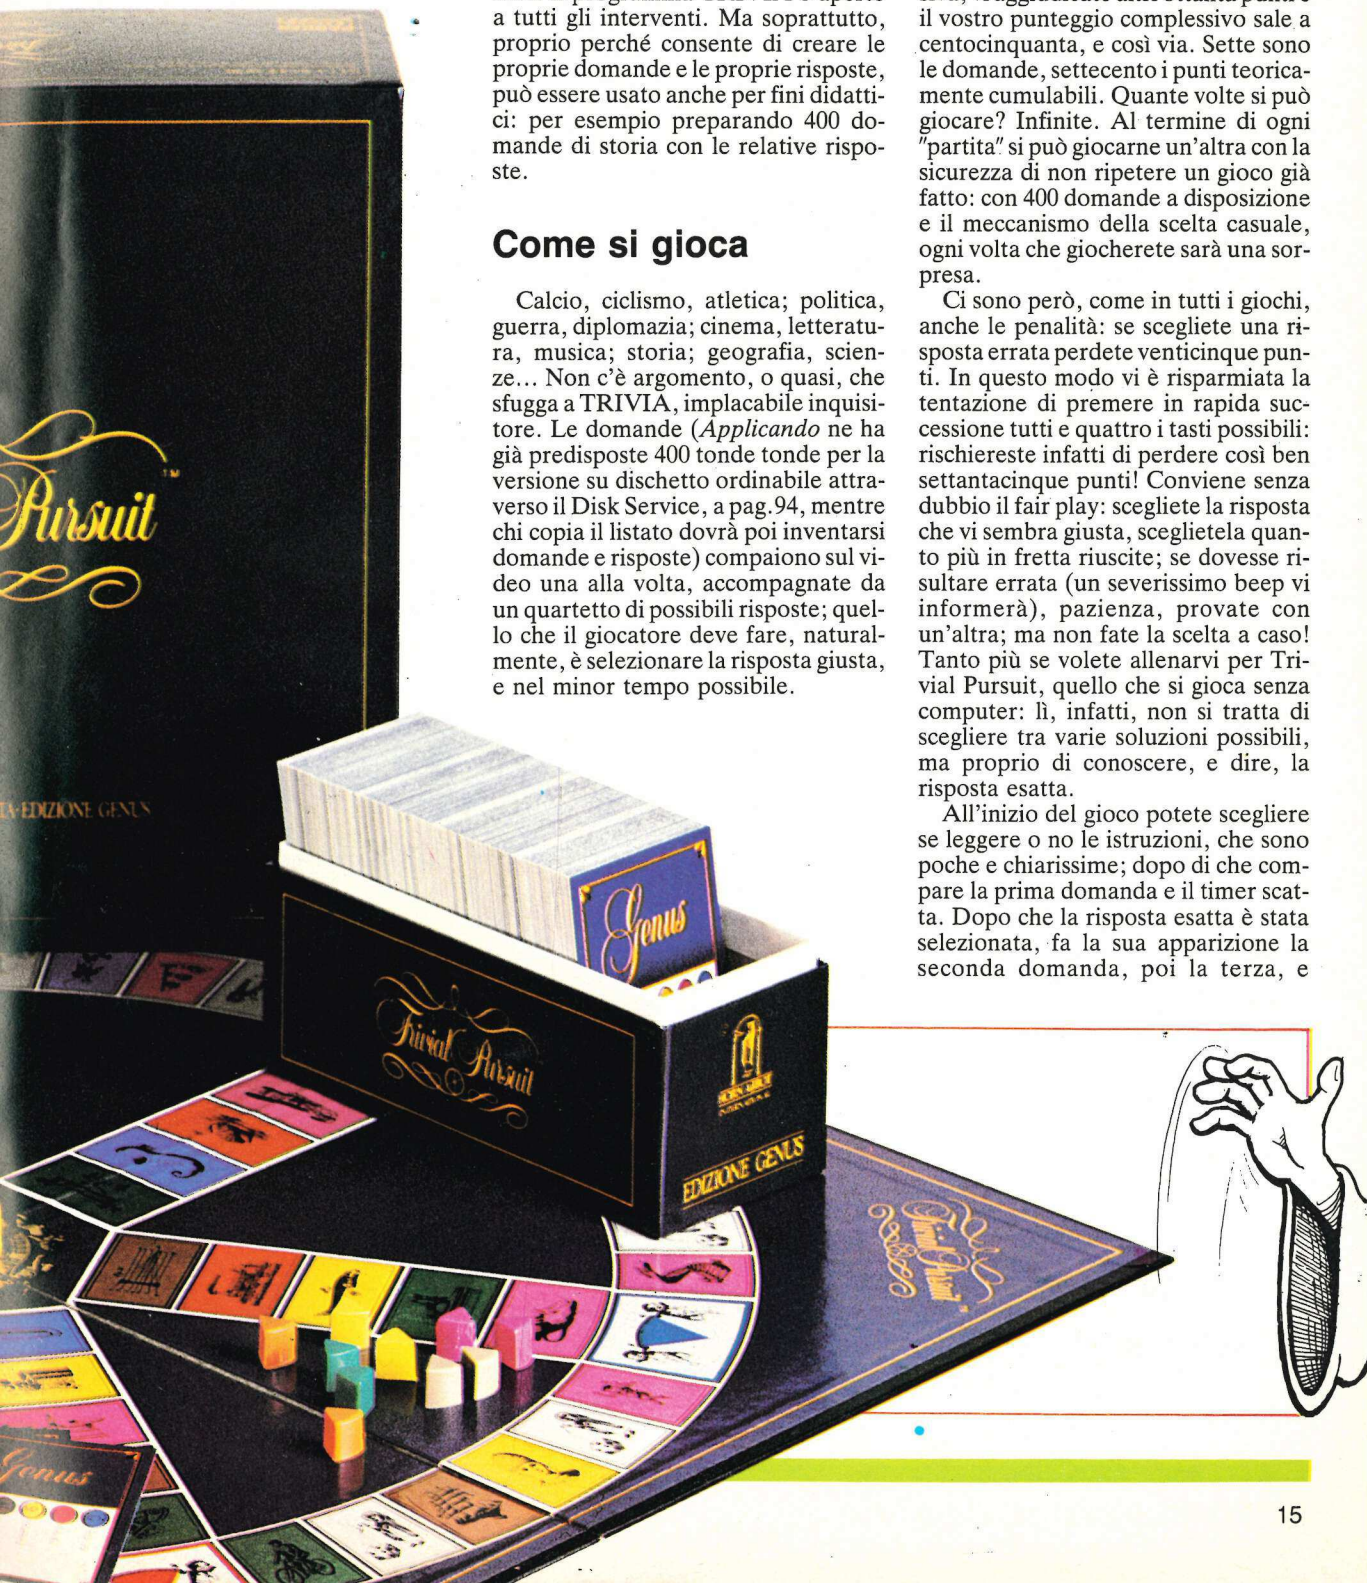 a tutti gli interventi. Ma soprattutto,
proprio perché consente di creare le
proprie domande e le proprie risposte,
può essere usato anche per fini didatti-
ci: per esempio preparando 400 do-
mande di storia con le relative rispo-
ste.
Come si gioca
Calcio, ciclismo, atletica; politica,
guerra, diplomazia; cinema, letteratu-
ra, musica; storia; geografia, scien-
ze... Non c'è argomento, o quasi, che
sfugga a TRIVIA, implacabile inquisi-
tore. Le domande (Applicando ne ha
già predisposte 400 tonde tonde per la
versione su dischetto ordinabile attra-
verso il Disk Service, a pag.94, mentre
chi copia il listato dovrà poi inventarsi
domande e risposte) compaiono sul vi-
deo una alla volta, accompagnate da
un quartetto di possibili risposte; quel-
lo che il giocatore deve fare, natural-
mente, è selezionare la risposta giusta,
e nel minor tempo possibile.
il vostro punteggio complessivo sale a
centocinquanta, e così via. Sette sono
le domande, settecento i punti teorica-
mente cumulabili. Quante volte si può
giocare? Infinite. Al termine di ogni
"partita" si può giocarne un'altra con la
sicurezza di non ripetere un gioco già
fatto: con 400 domande a disposizione
e il meccanismo della scelta casuale,
ogni volta che giocherete sarà una sor-
presa.
Ci sono però, come in tutti i giochi,
anche le penalità: se scegliete una ri-
sposta errata perdete venticinque pun-
ti. In questo modo vi è risparmiata la
tentazione di premere in rapida suc-
cessione tutti e quattro i tasti possibili:
rischiereste infatti di perdere così ben
settantacinque punti! Conviene senza
dubbio il fair play: scegliete la risposta
che vi sembra giusta, sceglietela quan-
to più in fretta riuscite; se dovesse ri-
sultare errata (un severissimo beep vi
informerà), pazienza, provate con
un'altra; ma non fate la scelta a caso!
Tanto più se volete allenarvi per Tri-
vial Pursuit, quello che si gioca senza
computer: lì, infatti, non si tratta di
scegliere tra varie soluzioni possibili,
ma proprio di conoscere, e dire, la
risposta esatta.
All'inizio del gioco potete scegliere
se leggere o no le istruzioni, che sono
poche e chiarissime; dopo di che com-
pare la prima domanda e il timer scat-
ta. Dopo che la risposta esatta è stata
selezionata, fa la sua apparizione la
seconda domanda, poi la terza, e
Pursuit
TM
EDIZIONE GENUS
Genus
Trivial Pursuit
HORN ABBOT
INTERNATIONAL
EDIZIONE GENUS
Trivial Pursuit
Genus
15